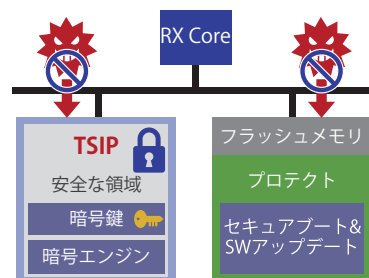 RX Core
TSIP
安全な領域
暗号鍵
暗号エンジン
フラッシュメモリ
プロテクト
セキュアブート&
SWアップデート